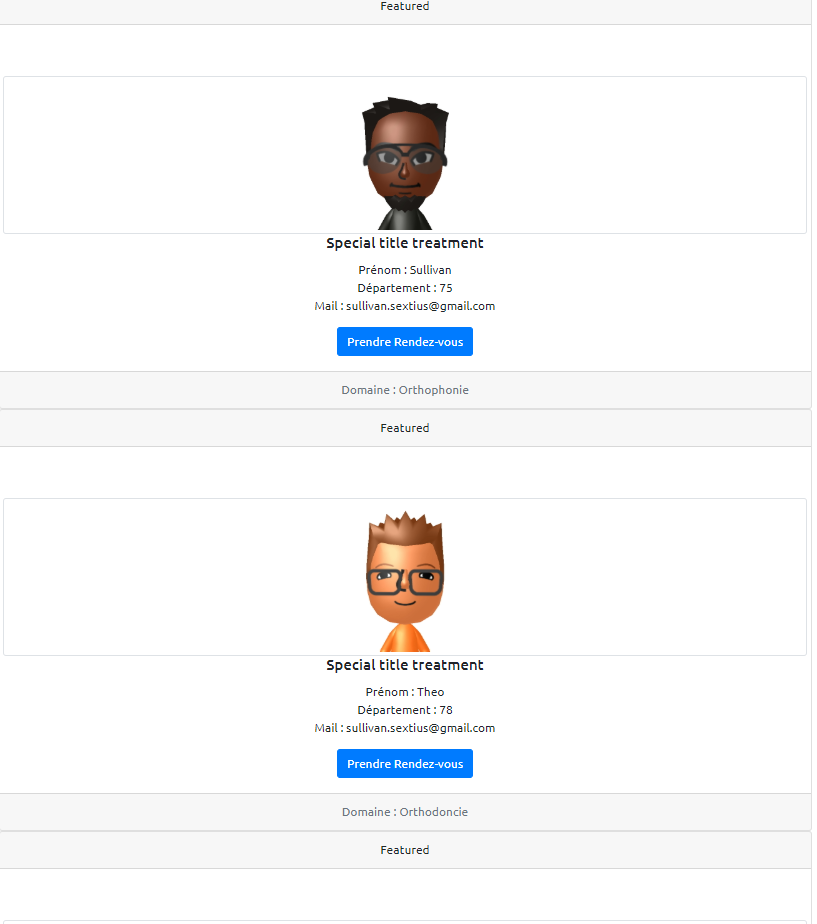 Featured
Special title treatment
Prénom : Sullivan
Département : 75
Mail : sullivan.sextius@gmail.com
Prendre Rendez-vous
Domaine : Orthophonie
Featured
Special title treatment
Prénom : Theo
Département : 78
Mail : sullivan.sextius@gmail.com
Prendre Rendez-vous
Domaine : Orthodoncie
Featured